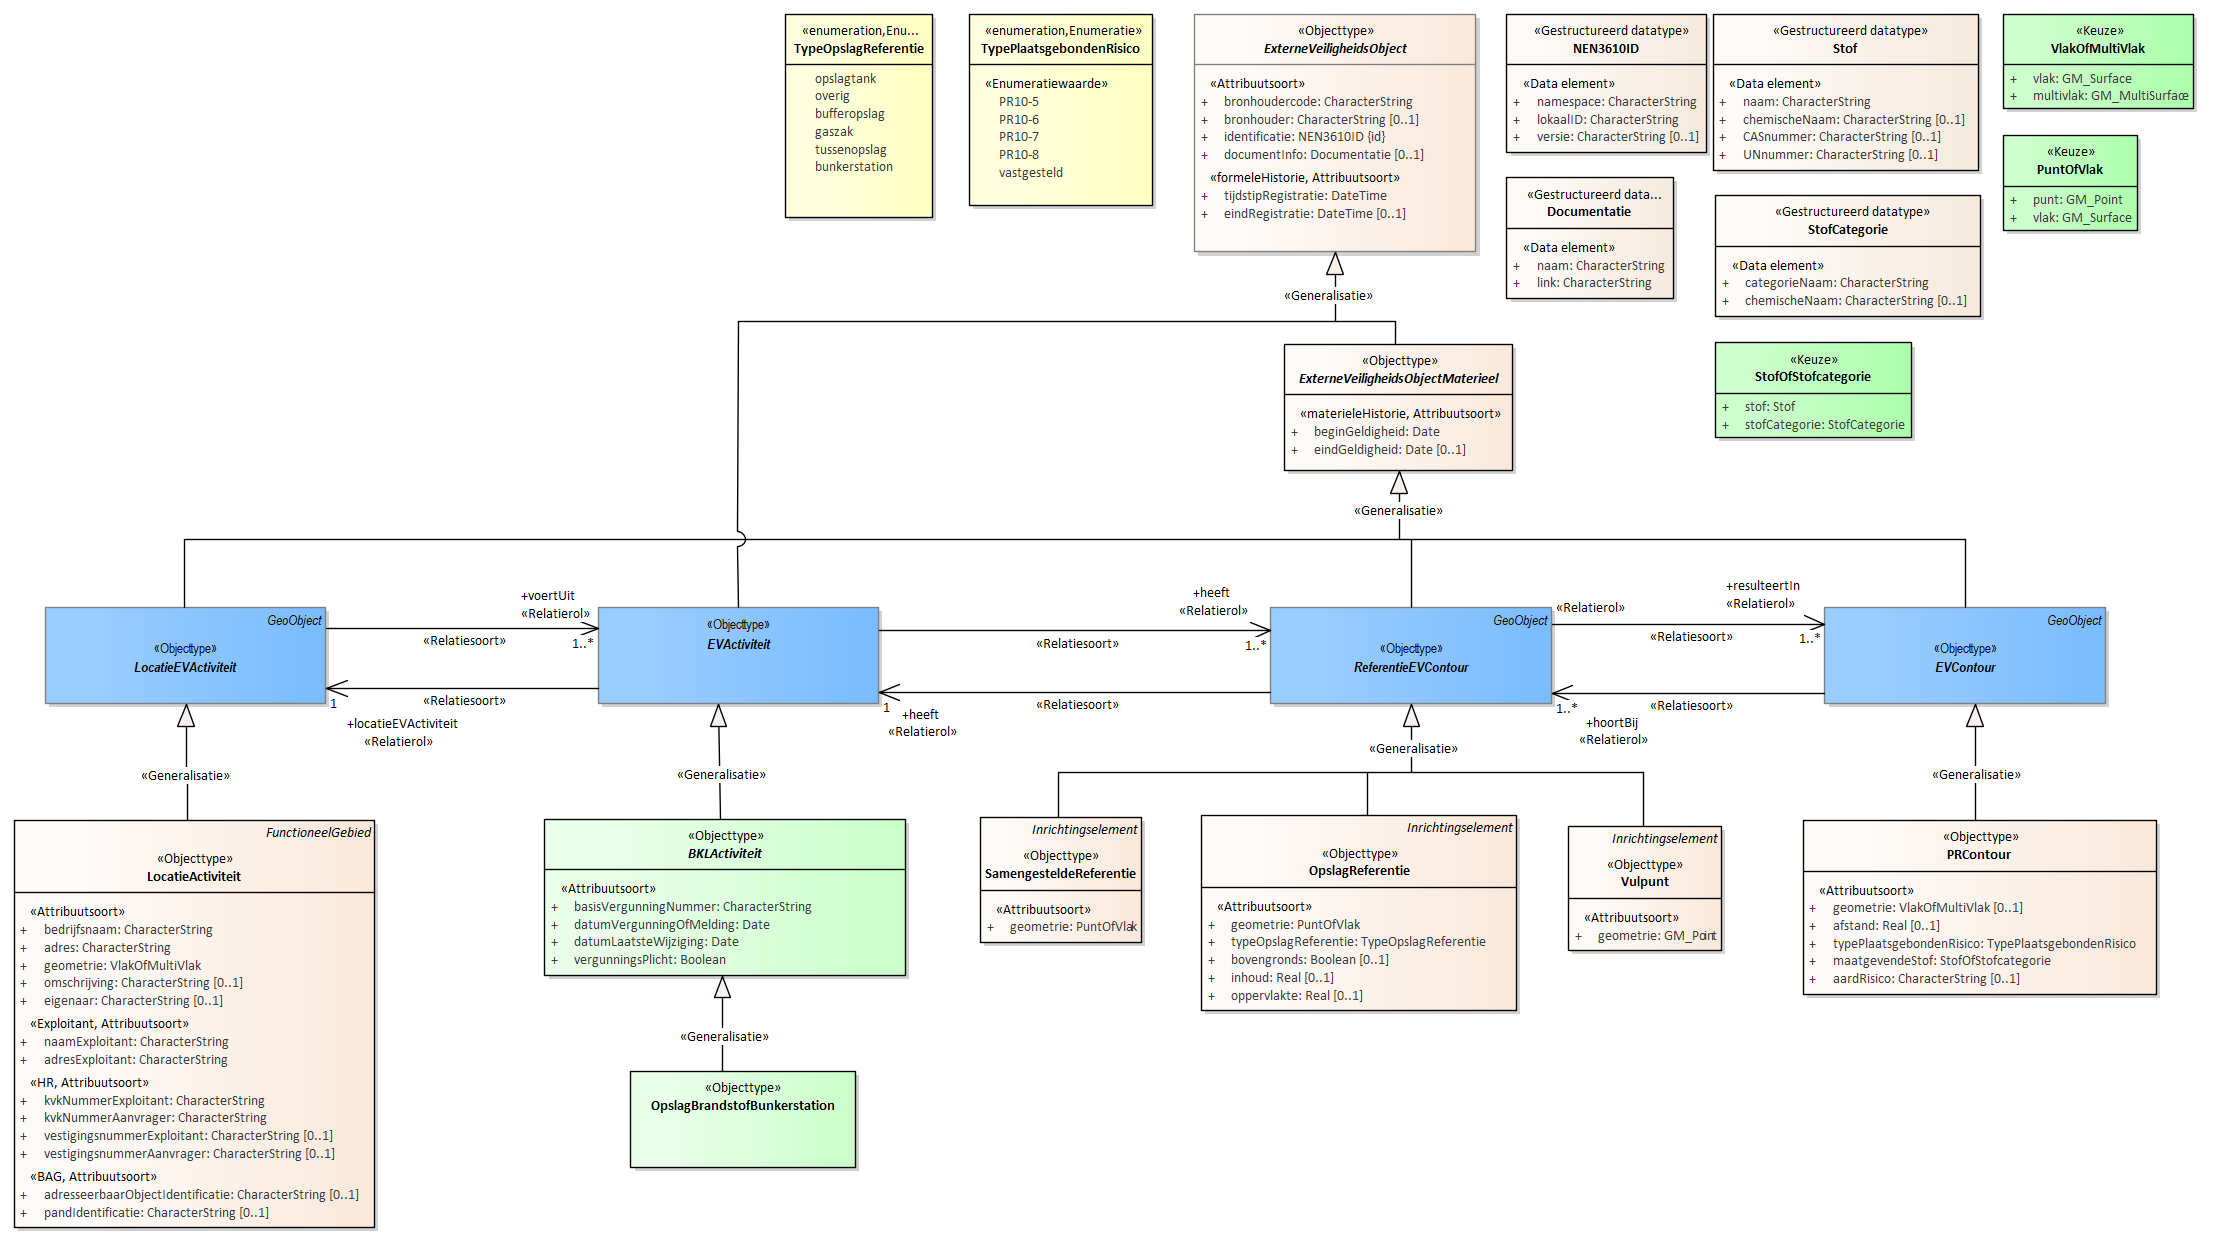 «enumeration,Enu...
TypeOpslagReferentie
opslagtank
overig
bufferopslag
gaszak
tussenopslag
bunkerstation
«enumeration,Enumeratie»
TypePlaatsgebondenRisico
«Enumeratiewaarde»
PR10-5
PR10-6
PR10-7
PR10-8
vastgesteld
«Objecttype»
ExterneVeiligheidsObject
«Attribuutsoort»
+ bronhoudercode: CharacterString
+ bronhouder: CharacterString [0..1]
+ identificatie: NEN3610ID {id}
+ documentInfo: Documentatie [0..1]
«formeleHistorie, Attribuutsoort»
+ tijdstipRegistratie: DateTime
+ eindRegistratie: DateTime [0..1]
«Gestructureerd datatype»
NEN3610ID
«Data element»
+ namespace: CharacterString
+ lokaalID: CharacterString
+ versie: CharacterString [0..1]
«Gestructureerd datatype»
Stof
«Data element»
+ naam: CharacterString
+ chemischeNaam: CharacterString [0..1]
+ CASnummer: CharacterString [0..1]
+ UNnummer: CharacterString [0..1]
«Keuze»
VlakOfMultiVlak
+ vlak: GM_Surface
+ multivlak: GM_MultiSurface
«Keuze»
PuntOfVlak
+ punt: GM_Point
+ vlak: GM_Surface
«Gestructureerd data...
Documentatie
«Data element»
+ naam: CharacterString
+ link: CharacterString
«Gestructureerd datatype»
StofCategorie
«Data element»
+ categorieNaam: CharacterString
+ chemischeNaam: CharacterString [0..1]
«Keuze»
StofOfStofcategorie
+ stof: Stof
+ stofCategorie: StofCategorie
«Generalisatie»
«Objecttype»
ExterneVeiligheidsObjectMaterieel
«materieleHistorie, Attribuutsoort»
+ beginGeldigheid: Date
+ eindGeldigheid: Date [0..1]
«Generalisatie»
GeoObject
«Objecttype»
LocatieEVActiviteit
+voertUit
«Relatierol»
1..*
«Relatiesoort»
«Relatiesoort»
1
+locatieEVActiviteit
«Relatierol»
«Objecttype»
EVActiviteit
+heeft
«Relatierol»
1..*
«Relatiesoort»
«Relatiesoort»
1
+heeft
«Relatierol»
GeoObject
«Objecttype»
ReferentieEVContour
«Relatierol»
+resulteertIn
«Relatierol»
1..*
«Relatiesoort»
«Relatiesoort»
1..*
+hoortBij
«Relatierol»
GeoObject
«Objecttype»
EVContour
«Generalisatie»
«Generalisatie»
«Generalisatie»
«Generalisatie»
FunctioneelGebied
«Objecttype»
LocatieActiviteit
«Attribuutsoort»
+ bedrijfsnaam: CharacterString
+ adres: CharacterString
+ geometrie: VlakOfMultiVlak
+ omschrijving: CharacterString [0..1]
+ eigenaar: CharacterString [0..1]
«Exploitant, Attribuutsoort»
+ naamExploitant: CharacterString
+ adresExploitant: CharacterString
«HR, Attribuutsoort»
+ kvkNummerExploitant: CharacterString
+ kvkNummerAanvrager: CharacterString
+ vestigingsnummerExploitant: CharacterString [0..1]
+ vestigingsnummerAanvrager: CharacterString [0..1]
«BAG, Attribuutsoort»
+ adresseerbaarObjectIdentificatie: CharacterString [0..1]
+ pandIdentificatie: CharacterString [0..1]
«Objecttype»
BKLActiviteit
«Attribuutsoort»
+ basisVergunningNummer: CharacterString
+ datumVergunningOfMelding: Date
+ datumLaatsteWijziging: Date
+ vergunningsPlicht: Boolean
«Generalisatie»
«Objecttype»
OpslagBrandstofBunkerstation
Inrichtingselement
«Objecttype»
SamengesteldeReferentie
«Attribuutsoort»
+ geometrie: PuntOfVlak
Inrichtingselement
«Objecttype»
OpslagReferentie
«Attribuutsoort»
+ geometrie: PuntOfVlak
+ typeOpslagReferentie: TypeOpslagReferentie
+ bovengronds: Boolean [0..1]
+ inhoud: Real [0..1]
+ oppervlakte: Real [0..1]
Inrichtingselement
«Objecttype»
Vulpunt
«Attribuutsoort»
+ geometrie: GM_Point
«Objecttype»
PRContour
«Attribuutsoort»
+ geometrie: VlakOfMultiVlak [0..1]
+ afstand: Real [0..1]
+ typePlaatsgebondenRisico: TypePlaatsgebondenRisico
+ maatgevendeStof: StofOfStofcategorie
+ aardRisico: CharacterString [0..1]